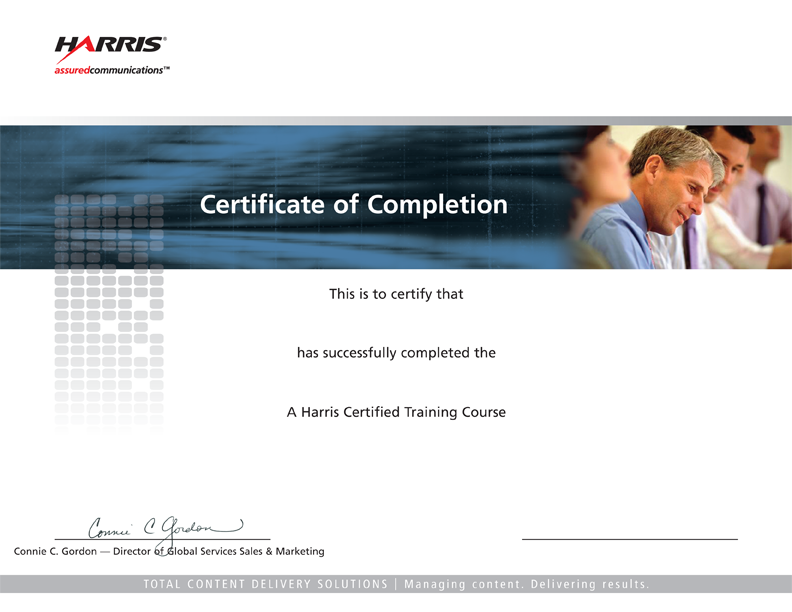 HARRIS®
assuredcommunications™
Certificate of Completion
This is to certify that
has successfully completed the
A Harris Certified Training Course
Connie C Gordon
Connie C. Gordon — Director of Global Services Sales & Marketing
TOTAL CONTENT DELIVERY SOLUTIONS | Managing content. Delivering results.